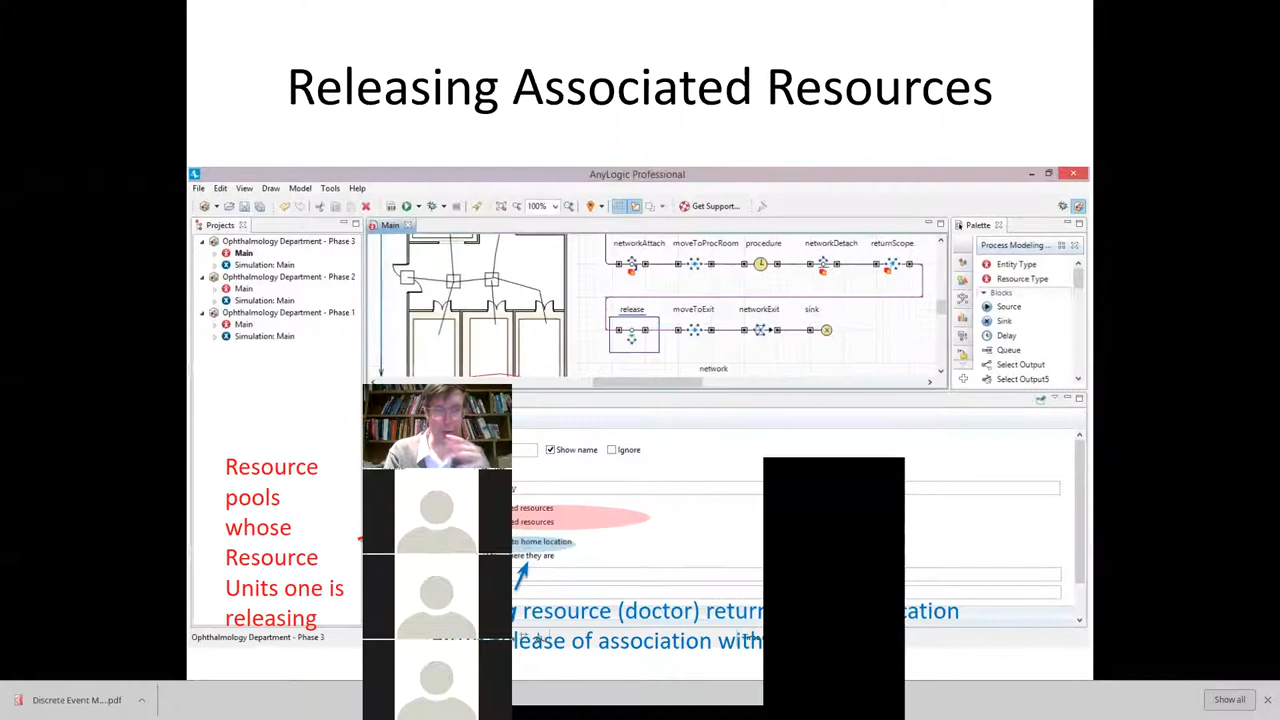 Releasing Associated Resources
AnyLogic Professional
File Edit View Draw Model Tools Help
100% Get Support...
Projects
Main
Palette
Ophthalmology Department - Phase 3
Main
Simulation: Main
Ophthalmology Department - Phase 2
Main
Simulation: Main
Ophthalmology Department - Phase 1
Main
Simulation: Main
networkAttach moveToProcRoom procedure networkDetach returnScope
release moveToExit networkExit sink
network
Process Modeling ...
Entity Type
Resource Type
Blocks
Source
Sink
Delay
Queue
Select Output
Select Output5
Show name Ignore
ed resources
ed resources
to home location
ere they are
Resource
pools
whose
Resource
Units one is
releasing
resource (doctor) return
cation
lease of association with
Ophthalmology Department - Phase 3
Discrete Event M....pdf
Show all